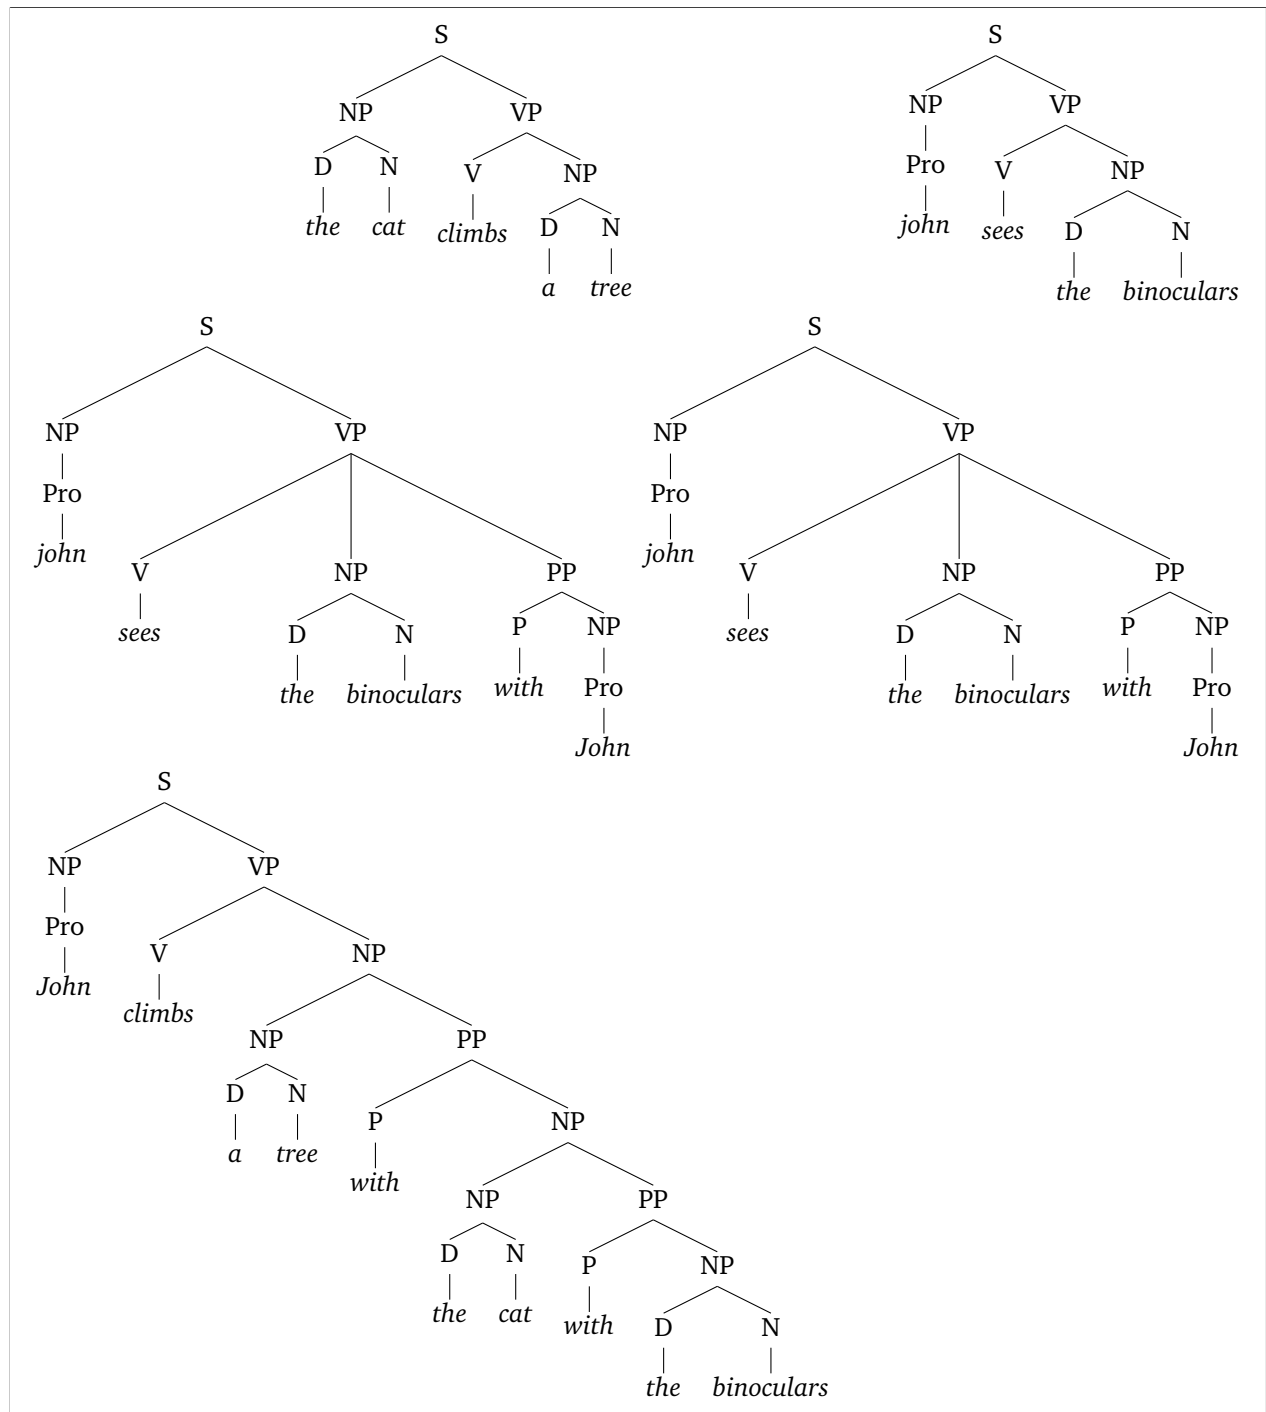 S S
NP VP NP VP
D N V NP Pro V NP
the cat climbs D N john sees D N
a tree the binoculars
S S
NP VP NP VP
Pro Pro
john john
V NP PP V NP PP
sees D N P NP sees D N P NP
the binoculars with Pro the binoculars with Pro
John John
S
NP VP
Pro V NP
John climbs
NP PP
D N P NP
a tree with
NP PP
D N P NP
the cat with D N
the binoculars